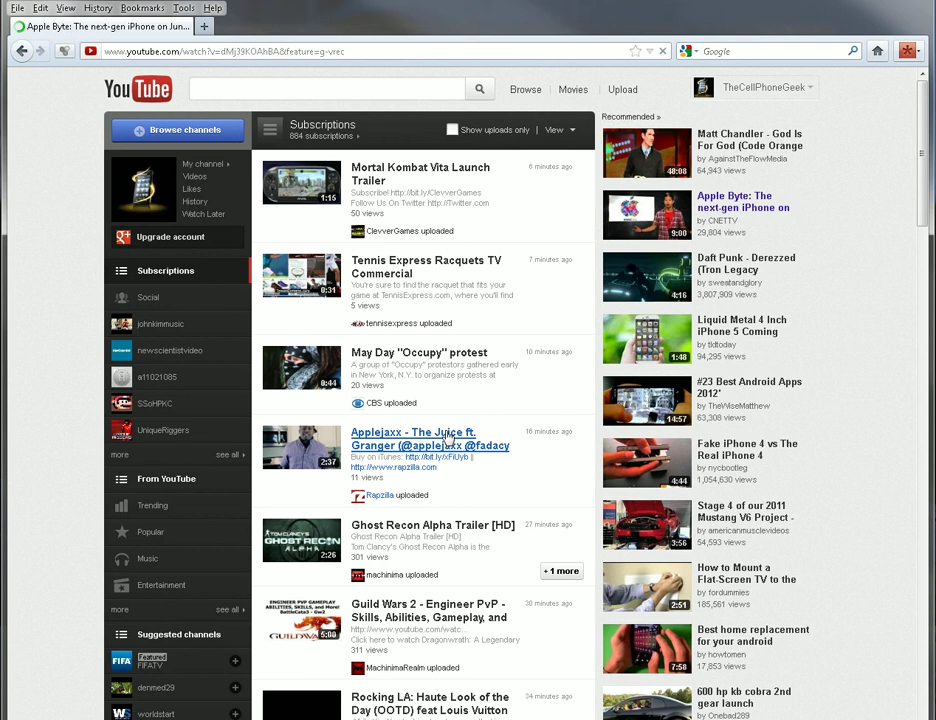 File Edit View History Bookmarks Tools Help
Apple Byte: The next-gen iPhone on Jun...
www.youtube.com/watch?v=dMj39KOAhBA&feature=g-vrec
Google
YouTube
Browse Movies Upload
TheCellPhoneGeek
Browse channels
My channel
Videos
Likes
History
Watch Later
Upgrade account
Subscriptions
Social
johnkimmusic
newscientistvideo
a11021085
SSoHPKC
UniqueRiggers
more see all
From YouTube
Trending
Popular
Music
Entertainment
more see all
Suggested channels
FIFA
Featured
FIFATV
denmed29
worldstart
Subscriptions
884 subscriptions
Show uploads only View
Mortal Kombat Vita Launch
Trailer
6 minutes ago
Subscribe! http://bit.ly/ClevverGames
Follow Us On Twitter http://Twitter.com
50 views
1:15
ClevverGames uploaded
Tennis Express Racquets TV
Commercial
7 minutes ago
You're sure to find the racquet that fits your
game at TennisExpress.com, where you'll find
5 views
0:31
tennisexpress uploaded
May Day "Occupy" protest
10 minutes ago
A group of "Occupy" protestors gathered early
in New York, N.Y. to organize protests at
20 views
0:44
CBS uploaded
Applejaxx - The Juice ft.
Granger (@applejaxx @fadacy
16 minutes ago
Buy on iTunes: http://bit.ly/xFiUyb ||
http://www.rapzilla.com
11 views
2:37
Rapzilla uploaded
Ghost Recon Alpha Trailer [HD]
27 minutes ago
Ghost Recon Alpha Trailer [HD]
Tom Clancy's Ghost Recon Alpha is the
301 views
2:26
machinima uploaded
+ 1 more
Guild Wars 2 - Engineer PvP -
Skills, Abilities, Gameplay, and
30 minutes ago
http://www.youtube.com/watc...
Click here to watch Dragonwrath: A Legendary
311 views
5:00
MachinimaRealm uploaded
Rocking LA: Haute Look of the
Day (OOTD) feat Louis Vuitton
34 minutes ago
Recommended »
Matt Chandler - God Is
For God (Code Orange
by AgainstTheFlowMedia
64,943 views
48:08
Apple Byte: The
next-gen iPhone on
by CNETTV
29,804 views
9:00
Daft Punk - Derezzed
(Tron Legacy
by sweatandglory
3,807,909 views
4:16
Liquid Metal 4 Inch
iPhone 5 Coming
by tldtoday
94,295 views
1:48
#23 Best Android Apps
2012'
by TheWiseMatther
63,308 views
14:57
Fake iPhone 4 vs The
Real iPhone 4
by nycbootleg
1,054,630 views
4:44
Stage 4 of our 2011
Mustang V6 Project -
by americanmusclevideos
54,593 views
3:56
How to Mount a
Flat-Screen TV to the
by fordummies
185,561 views
2:51
Best home replacement
for your android
by howtomen
17,853 views
7:58
600 hp kb cobra 2nd
gear launch
by Onebad289